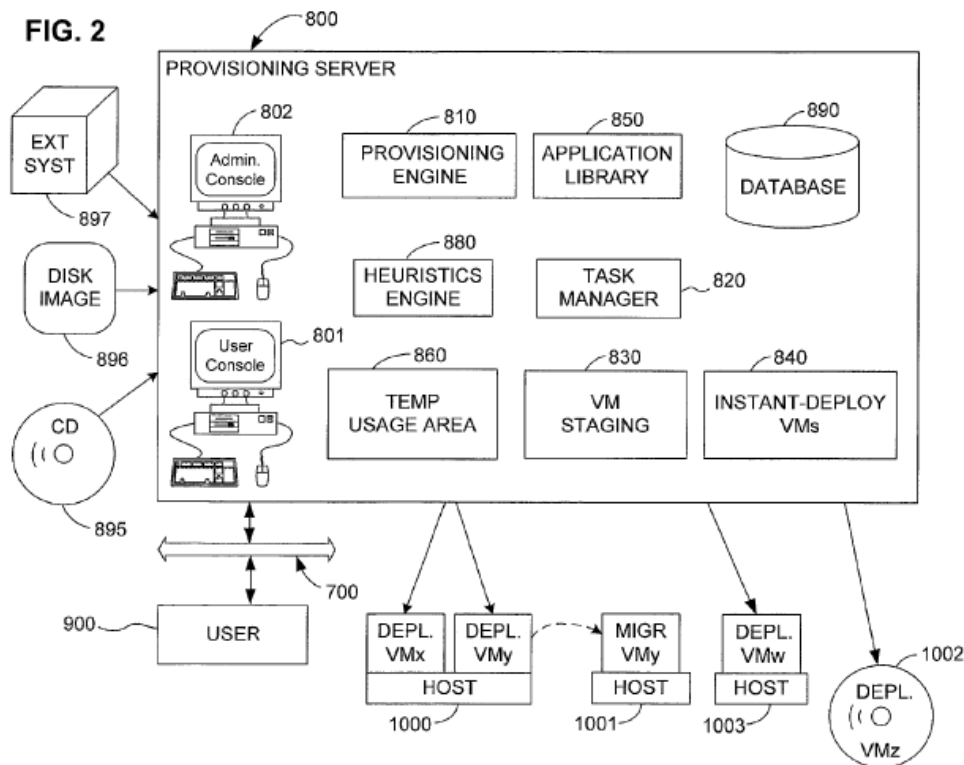 FIG. 2
800
PROVISIONING SERVER
EXT
SYST
897
802
Admin.
Console
810
PROVISIONING
ENGINE
850
APPLICATION
LIBRARY
890
DATABASE
DISK
IMAGE
896
880
HEURISTICS
ENGINE
TASK
MANAGER
820
User
Console
801
860
TEMP
USAGE AREA
830
VM
STAGING
840
INSTANT-DEPLOY
VMs
CD
895
700
900
USER
DEPL.
VMx
DEPL.
VMy
HOST
1000
MIGR
VMy
HOST
1001
DEPL.
VMw
HOST
1003
1002
DEPL.
VMz